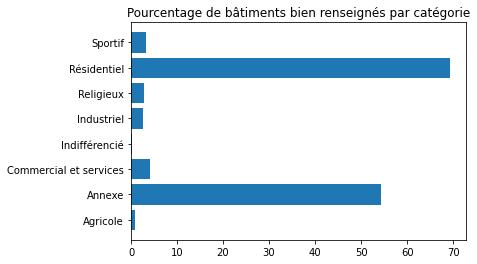 Pourcentage de bâtiments bien renseignés par catégorie
Sportif
Résidentiel
Religieux
Industriel
Indifférencié
Commercial et services
Annexe
Agricole
0 10 20 30 40 50 60 70